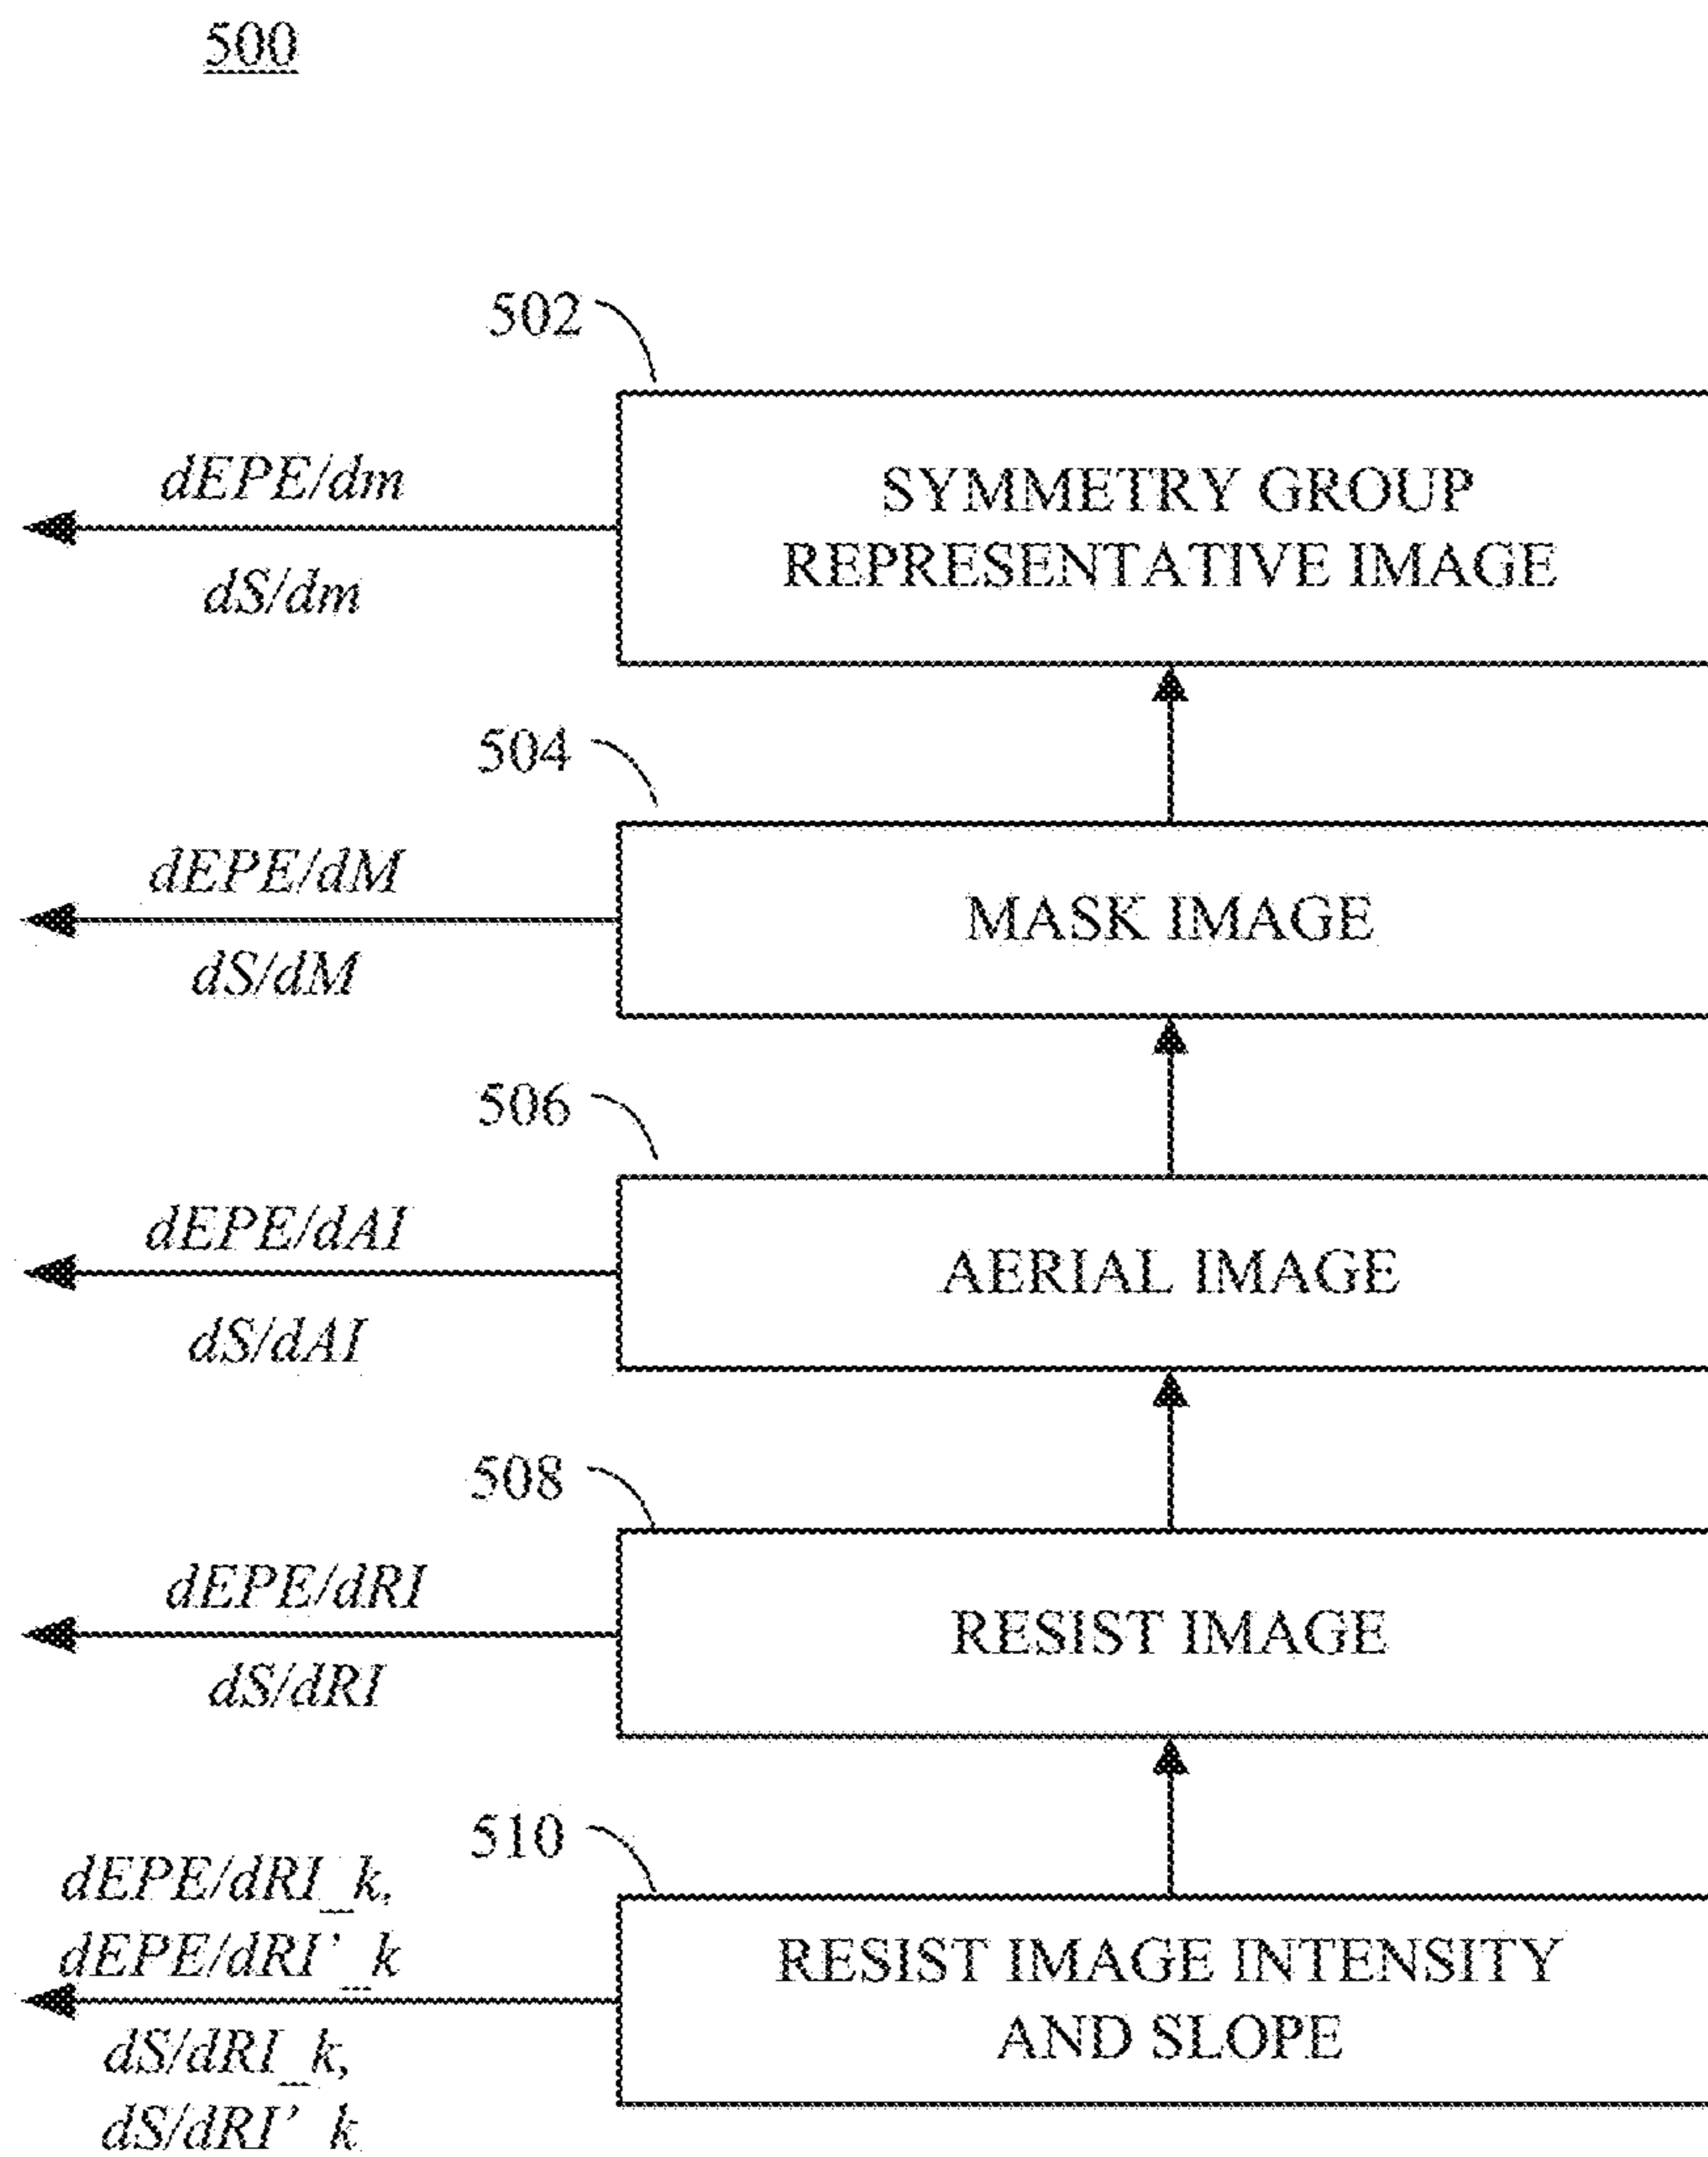 500
502
dEPE/dm
dS/dm
SYMMETRY GROUP
REPRESENTATIVE IMAGE
504
dEPE/dM
dS/dM
MASK IMAGE
506
dEPE/dAI
dS/dAI
AERIAL IMAGE
508
dEPE/dRI
dS/dRI
RESIST IMAGE
510
dEPE/dRI_k,
dEPE/dRI’_k
dS/dRI_k,
dS/dRI’_k
RESIST IMAGE INTENSITY
AND SLOPE